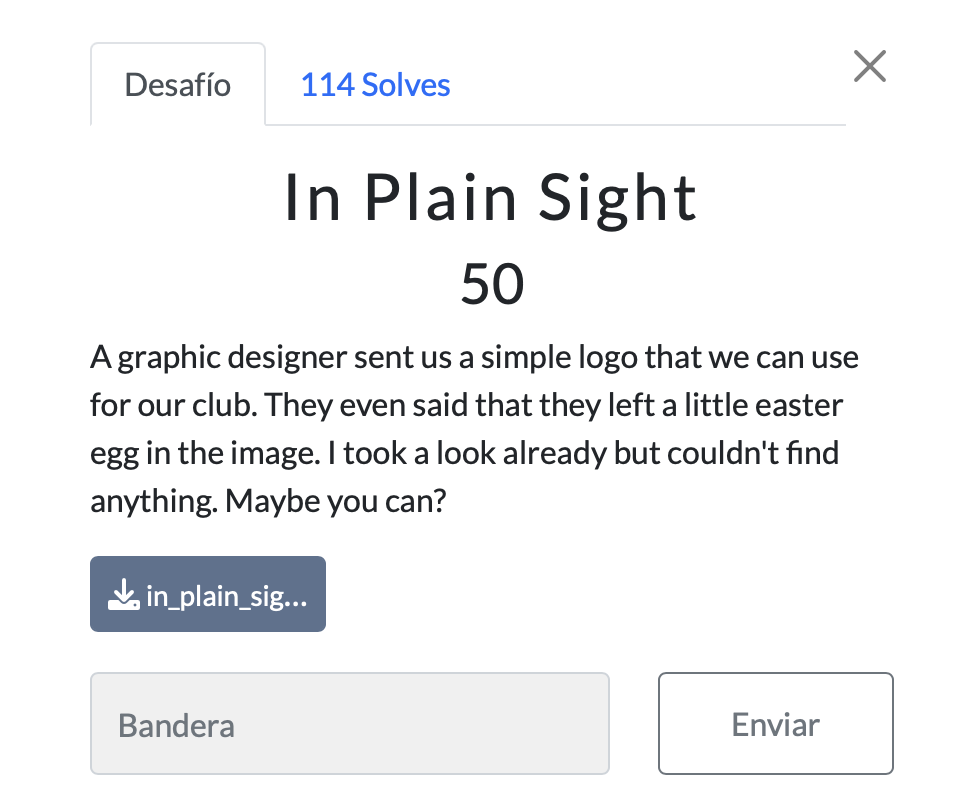 Desafío
114 Solves
In Plain Sight
50
A graphic designer sent us a simple logo that we can use
for our club. They even said that they left a little easter
egg in the image. I took a look already but couldn't find
anything. Maybe you can?
in_plain_sig...
Bandera
Enviar